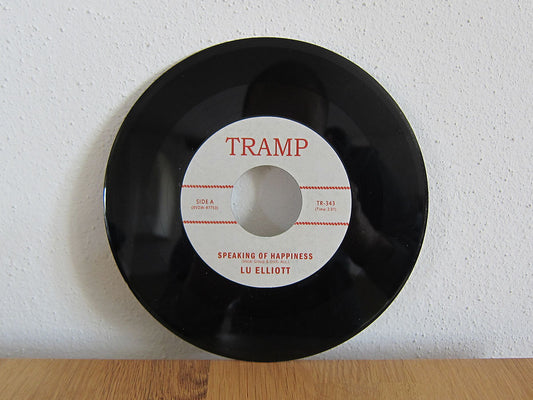 TRAMP
SIDE A
TR-343
SPEAKING OF HAPPINESS
LU ELLIOTT